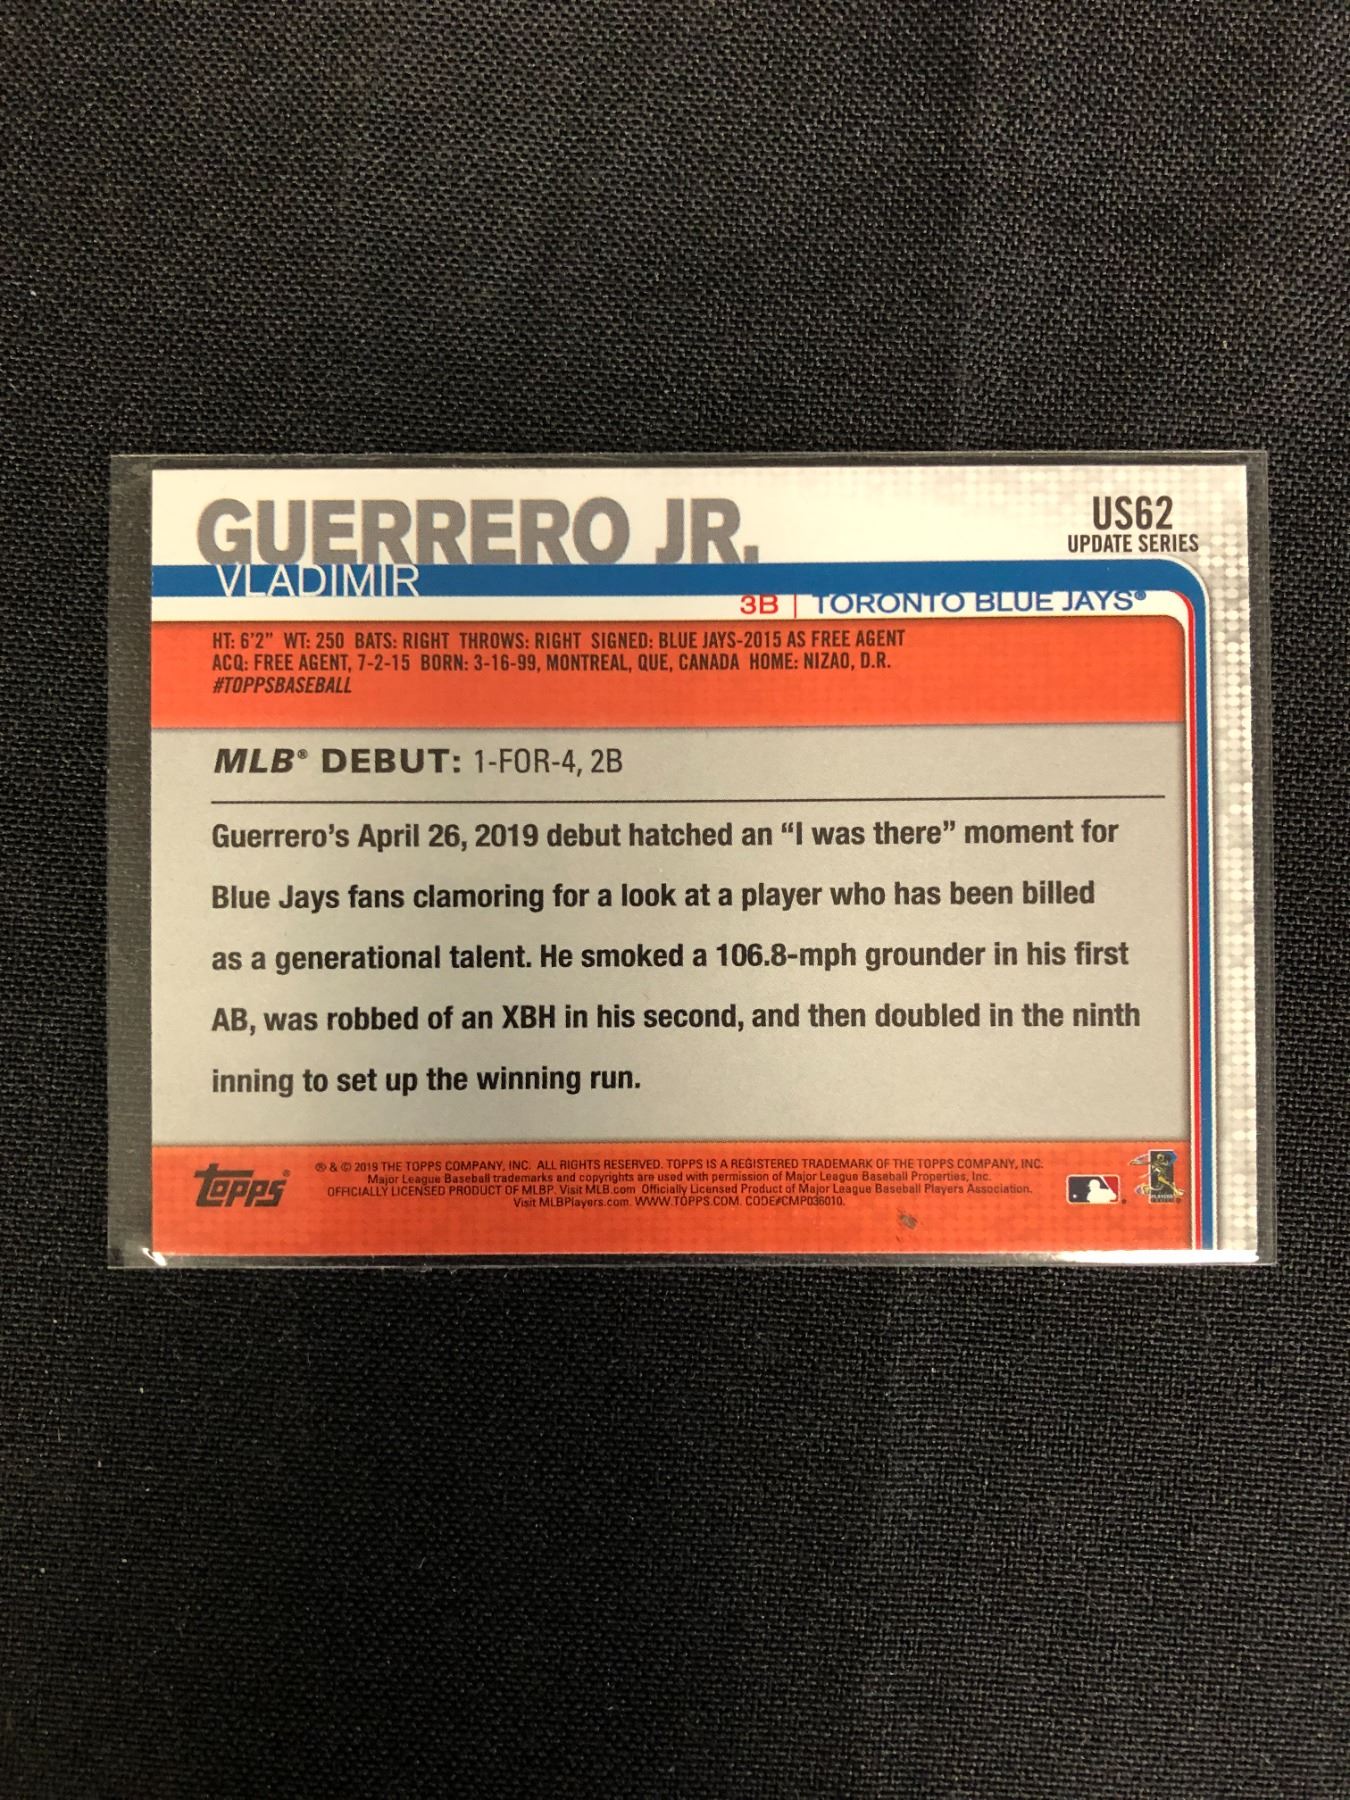 GUERRERO JR.
VLADIMIR
US62
UPDATE SERIES
3B | TORONTO BLUE JAYS®
HT: 6'2" WT: 250 BATS: RIGHT THROWS: RIGHT SIGNED: BLUE JAYS-2015 AS FREE AGENT
ACQ: FREE AGENT, 7-2-15 BORN: 3-16-99, MONTREAL, QUE, CANADA HOME: NIZAO, D.R.
#TOPPSBASEBALL
MLB® DEBUT: 1-FOR-4, 2B
Guerrero's April 26, 2019 debut hatched an “I was there” moment for
Blue Jays fans clamoring for a look at a player who has been billed
as a generational talent. He smoked a 106.8-mph grounder in his first
AB, was robbed of an XBH in his second, and then doubled in the ninth
inning to set up the winning run.
Topps®
® & © 2019 THE TOPPS COMPANY, INC. ALL RIGHTS RESERVED. TOPPS IS A REGISTERED TRADEMARK OF THE TOPPS COMPANY, INC.
Major League Baseball trademarks and copyrights are used with permission of Major League Baseball Properties, Inc.
OFFICIALLY LICENSED PRODUCT OF MLBP. Visit MLB.com Officially Licensed Product of Major League Baseball Players Association.
Visit MLBPlayers.com. WWW.TOPPS.COM. CODE#CMP036010.